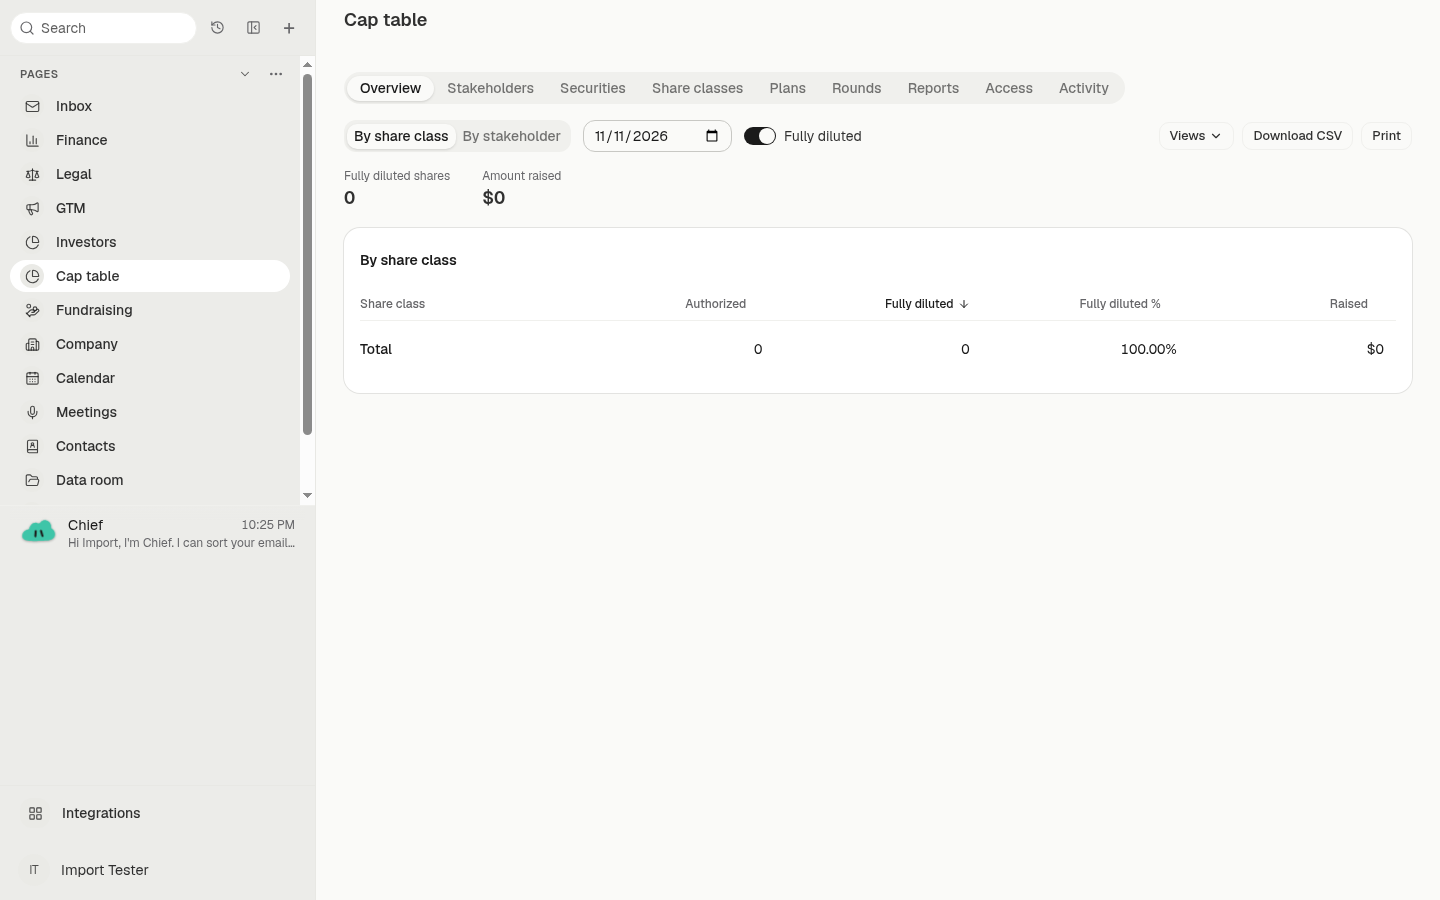 Search
PAGES
Inbox
Finance
Legal
GTM
Investors
Cap table
Fundraising
Company
Calendar
Meetings
Contacts
Data room
Chief 10:25 PM
Hi Import, I'm Chief. I can sort your email…
Integrations
IT Import Tester
Cap table
Overview Stakeholders Securities Share classes Plans Rounds Reports Access Activity
By share class By stakeholder 11/11/2026 Fully diluted Views Download CSV Print
Fully diluted shares Amount raised
0 $0
By share class
Share class Authorized Fully diluted ↓ Fully diluted % Raised
Total 0 0 100.00% $0